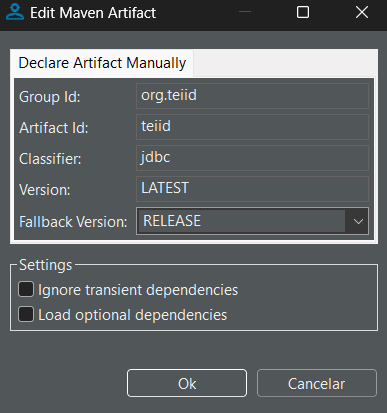 Edit Maven Artifact
Declare Artifact Manually
Group Id: org.teiid
Artifact Id: teiid
Classifier: jdbc
Version: LATEST
Fallback Version: RELEASE
Settings
Ignore transient dependencies
Load optional dependencies
Ok Cancelar